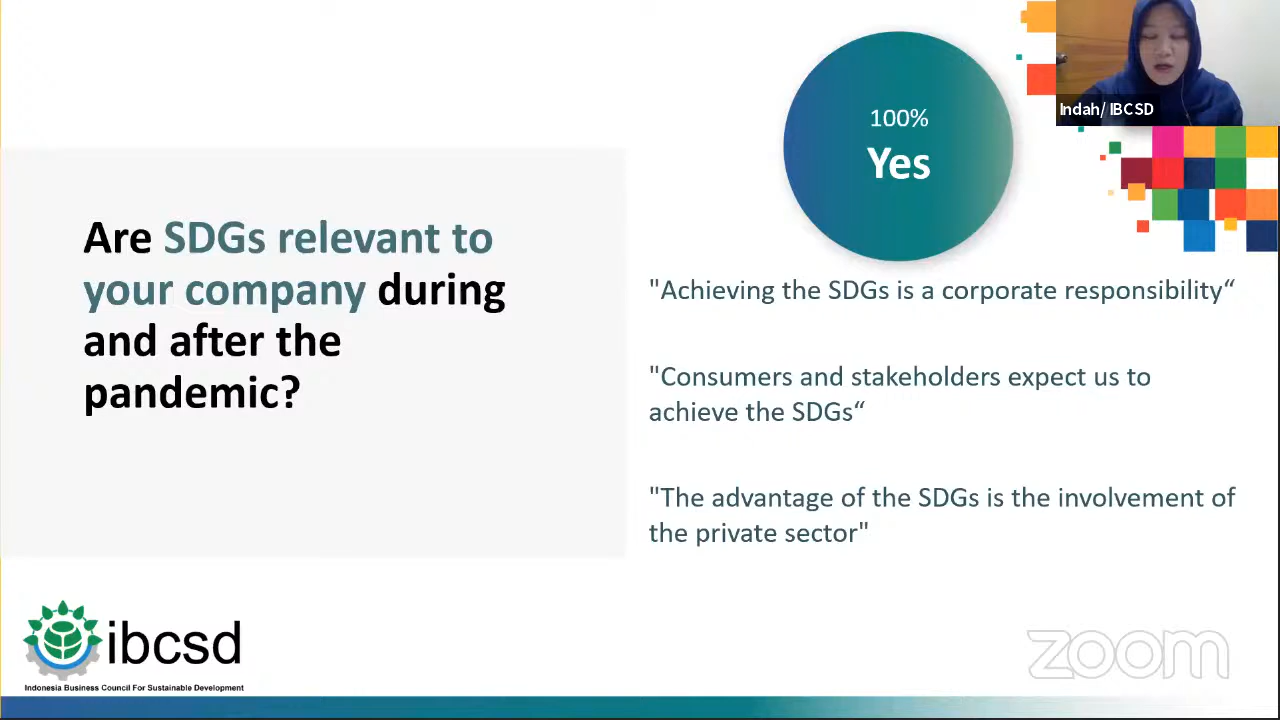 100%
Yes
Indah/ IBCSD
Are SDGs relevant to
your company during
and after the
pandemic?
"Achieving the SDGs is a corporate responsibility“
"Consumers and stakeholders expect us to
achieve the SDGs“
"The advantage of the SDGs is the involvement of
the private sector"
ibcsd
Indonesia Business Council For Sustainable Development
zoom